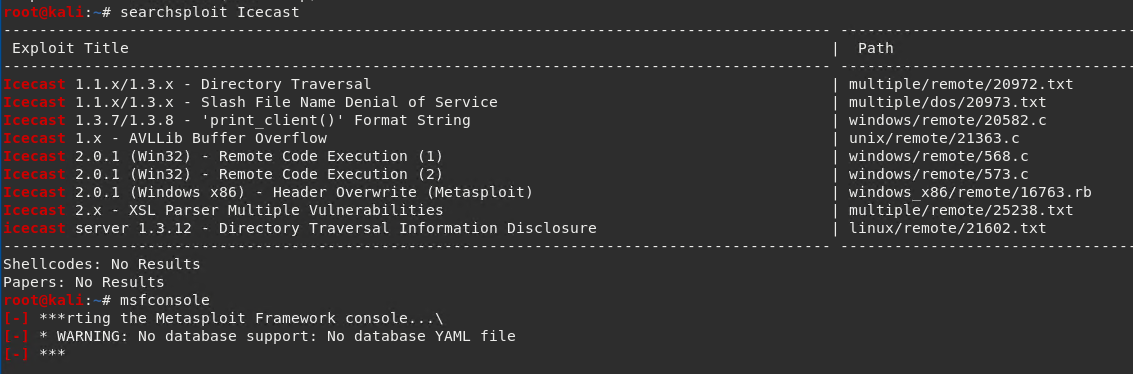 root@kali:~# searchsploit Icecast
---------------------------------------------------------------------------------------------- ---------------------------------
 Exploit Title | Path
---------------------------------------------------------------------------------------------- ---------------------------------
Icecast 1.1.x/1.3.x - Directory Traversal | multiple/remote/20972.txt
Icecast 1.1.x/1.3.x - Slash File Name Denial of Service | multiple/dos/20973.txt
Icecast 1.3.7/1.3.8 - 'print_client()' Format String | windows/remote/20582.c
Icecast 1.x - AVLLib Buffer Overflow | unix/remote/21363.c
Icecast 2.0.1 (Win32) - Remote Code Execution (1) | windows/remote/568.c
Icecast 2.0.1 (Win32) - Remote Code Execution (2) | windows/remote/573.c
Icecast 2.0.1 (Windows x86) - Header Overwrite (Metasploit) | windows_x86/remote/16763.rb
Icecast 2.x - XSL Parser Multiple Vulnerabilities | multiple/remote/25238.txt
icecast server 1.3.12 - Directory Traversal Information Disclosure | linux/remote/21602.txt
---------------------------------------------------------------------------------------------- ---------------------------------
Shellcodes: No Results
Papers: No Results
root@kali:~# msfconsole
[-] ***rting the Metasploit Framework console...\
[-] * WARNING: No database support: No database YAML file
[-] ***